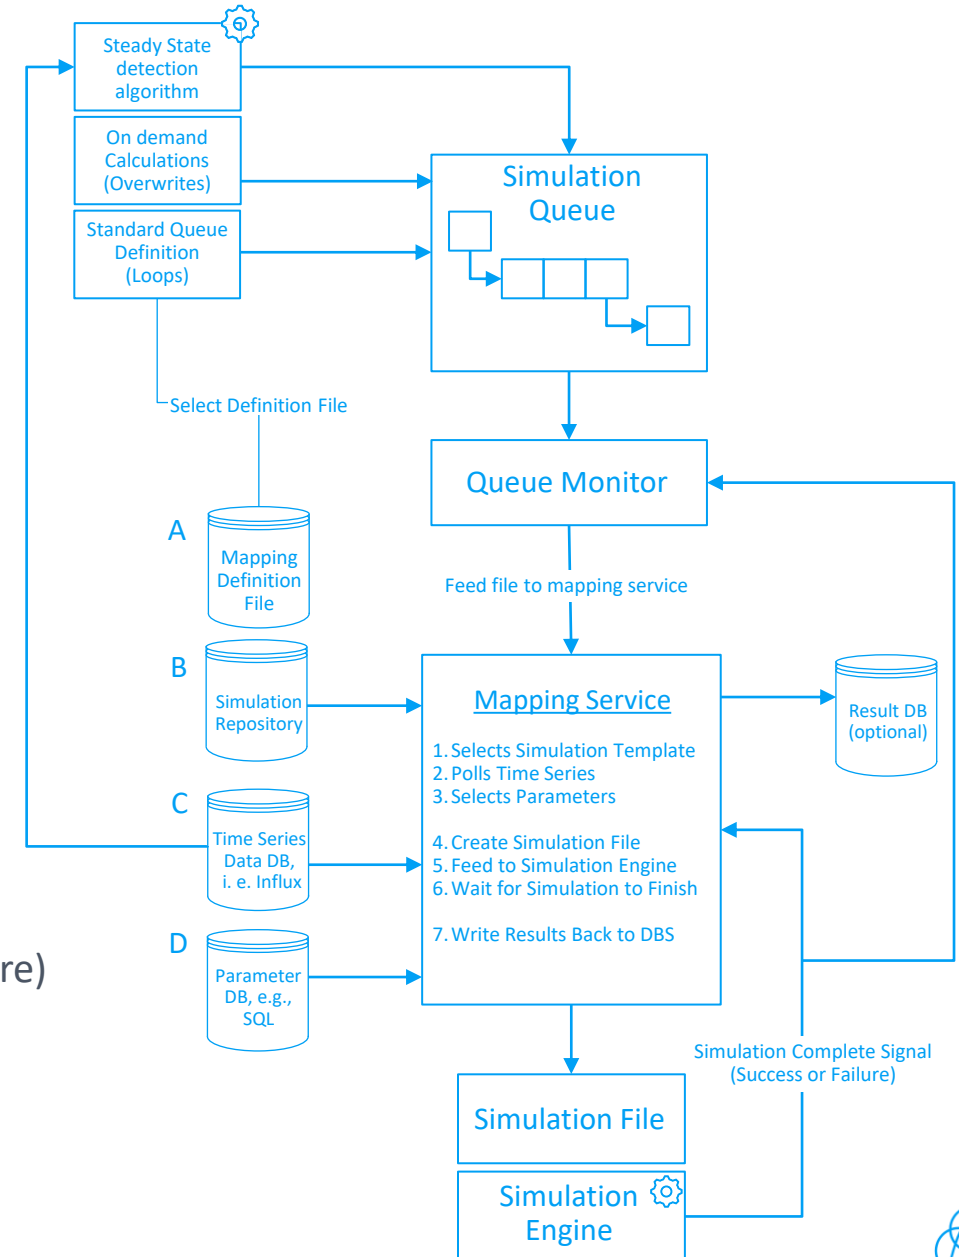 Steady State
detection
algorithm
On demand
Calculations
(Overwrites)
Standard Queue
Definition
(Loops)
Simulation
Queue
Select Definition File
Queue Monitor
A
Mapping
Definition
File
Feed file to mapping service
B
Simulation
Repository
Mapping Service
1. Selects Simulation Template
2. Polls Time Series
3. Selects Parameters
4. Create Simulation File
5. Feed to Simulation Engine
6. Wait for Simulation to Finish
7. Write Results Back to DBS
Result DB
(optional)
C
Time Series
Data DB,
i. e. Influx
D
Parameter
DB, e.g.,
SQL
re)
Simulation Complete Signal
(Success or Failure)
Simulation File
Simulation
Engine